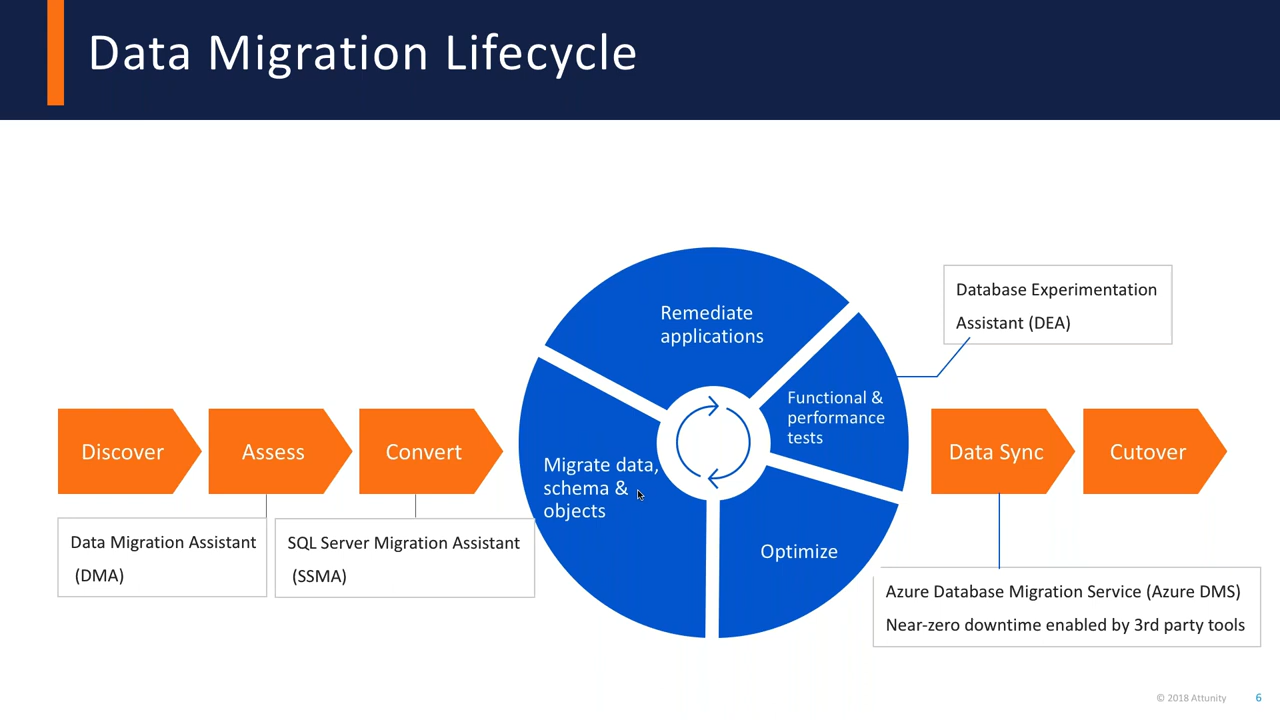 Data Migration Lifecycle
Remediate
applications
Database Experimentation
Assistant (DEA)
Functional &
performance
tests
Discover
Assess
Convert
Migrate data,
schema &
objects
Data Sync
Cutover
Data Migration Assistant
(DMA)
SQL Server Migration Assistant
(SSMA)
Optimize
Azure Database Migration Service (Azure DMS)
Near-zero downtime enabled by 3rd party tools
© 2018 Attunity
6